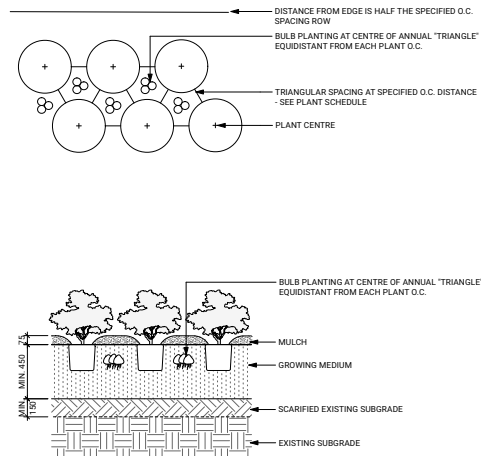 DISTANCE FROM EDGE IS HALF THE SPECIFIED O.C.
SPACING ROW
BULB PLANTING AT CENTRE OF ANNUAL "TRIANGLE"
EQUIDISTANT FROM EACH PLANT O.C.
TRIANGULAR SPACING AT SPECIFIED O.C. DISTANCE
- SEE PLANT SCHEDULE
PLANT CENTRE
BULB PLANTING AT CENTRE OF ANNUAL "TRIANGLE"
EQUIDISTANT FROM EACH PLANT O.C.
75
MULCH
MIN. 450
GROWING MEDIUM
MIN.
150
SCARIFIED EXISTING SUBGRADE
EXISTING SUBGRADE